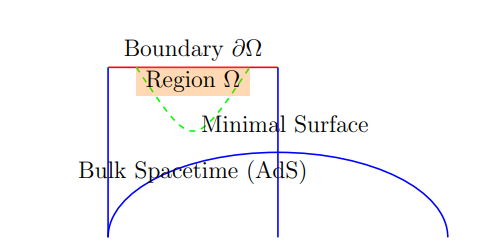 Boundary ∂Ω
Region Ω
Minimal Surface
Bulk Spacetime (AdS)